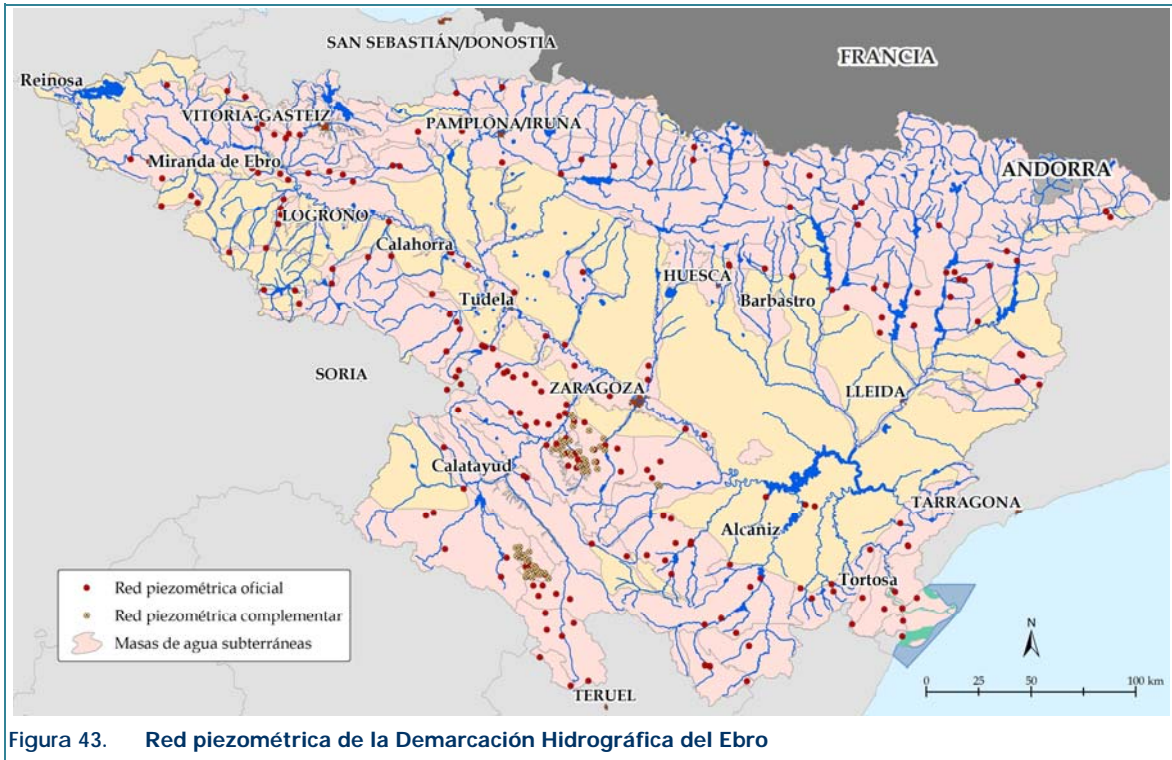 SAN SEBASTIÁN/DONOSTIA
FRANCIA
Reinosa
VITORIA-GASTEIZ
PAMPLONA/IRUÑA
Miranda de Ebro
ANDORRA
LOGROÑO
Calahorra
HUESCA
Barbastro
Tudela
SORIA
ZARAGOZA
LLEIDA
Calatayud
TARRAGONA
Alcañiz
Tortosa
TERUEL
Red piezométrica oficial
Red piezométrica complementar
Masas de agua subterráneas
N
0 25 50 100 km
Figura 43. Red piezométrica de la Demarcación Hidrográfica del Ebro